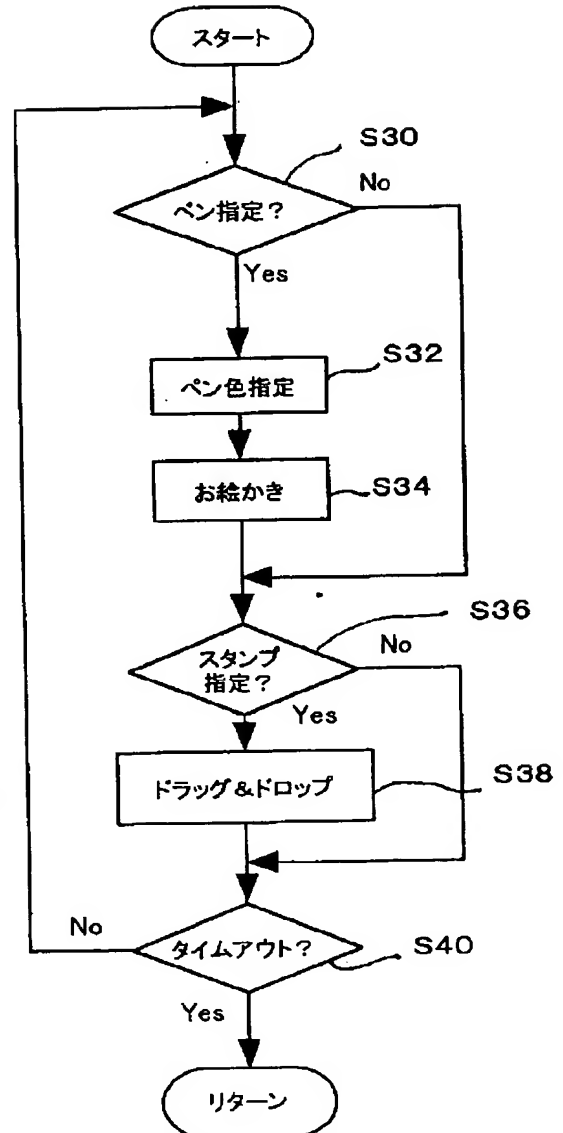 スタート
S30
ペン指定?
No
Yes
S32
ペン色指定
お絵かき
S34
S36
スタンプ
指定?
No
Yes
ドラッグ&ドロップ
S38
No
タイムアウト?
S40
Yes
リターン